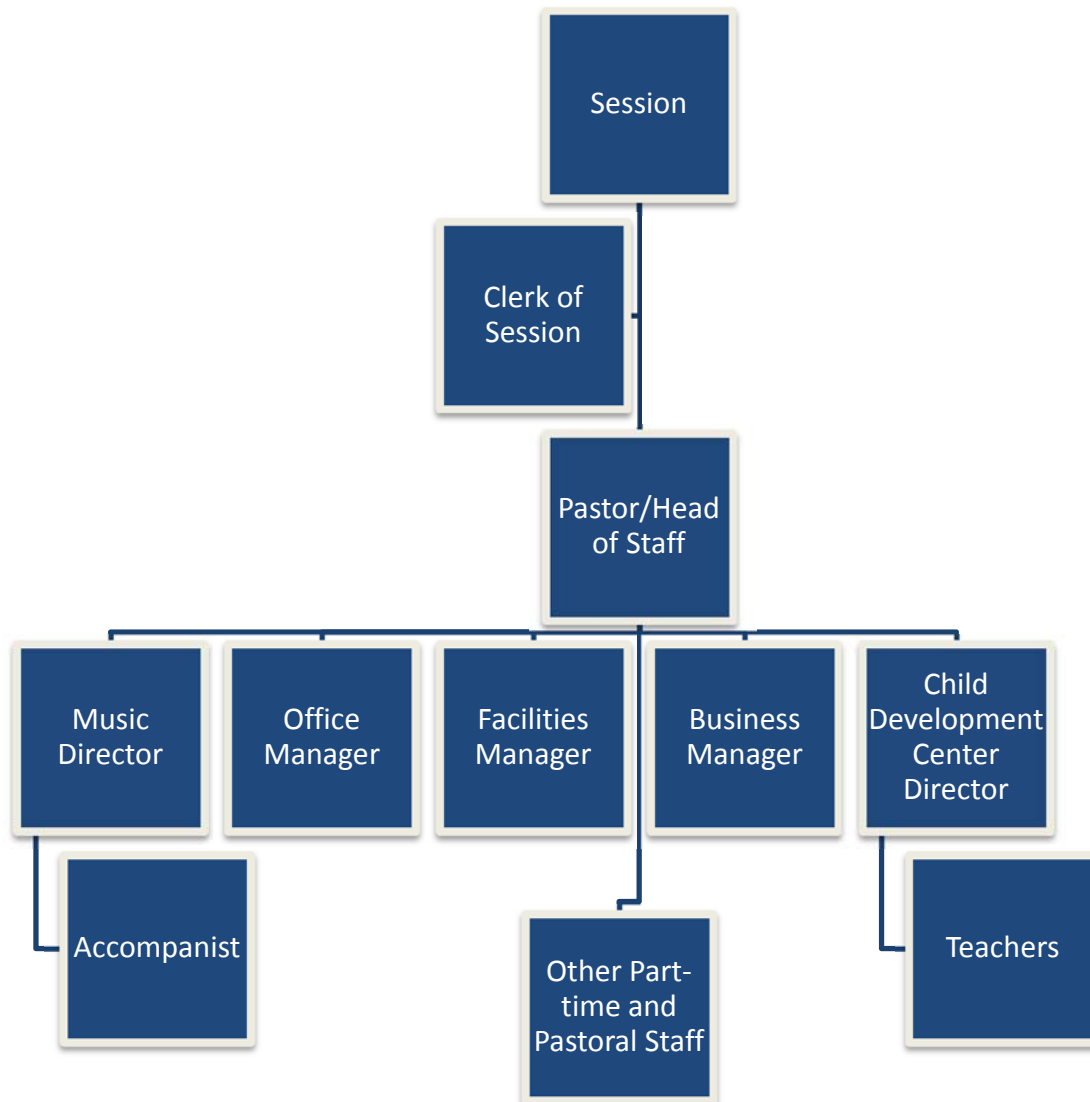 Session
Clerk of
Session
Pastor/Head
of Staff
Music
Director
Office
Manager
Facilities
Manager
Business
Manager
Child
Development
Center
Director
Accompanist
Other Part-
time and
Pastoral Staff
Teachers